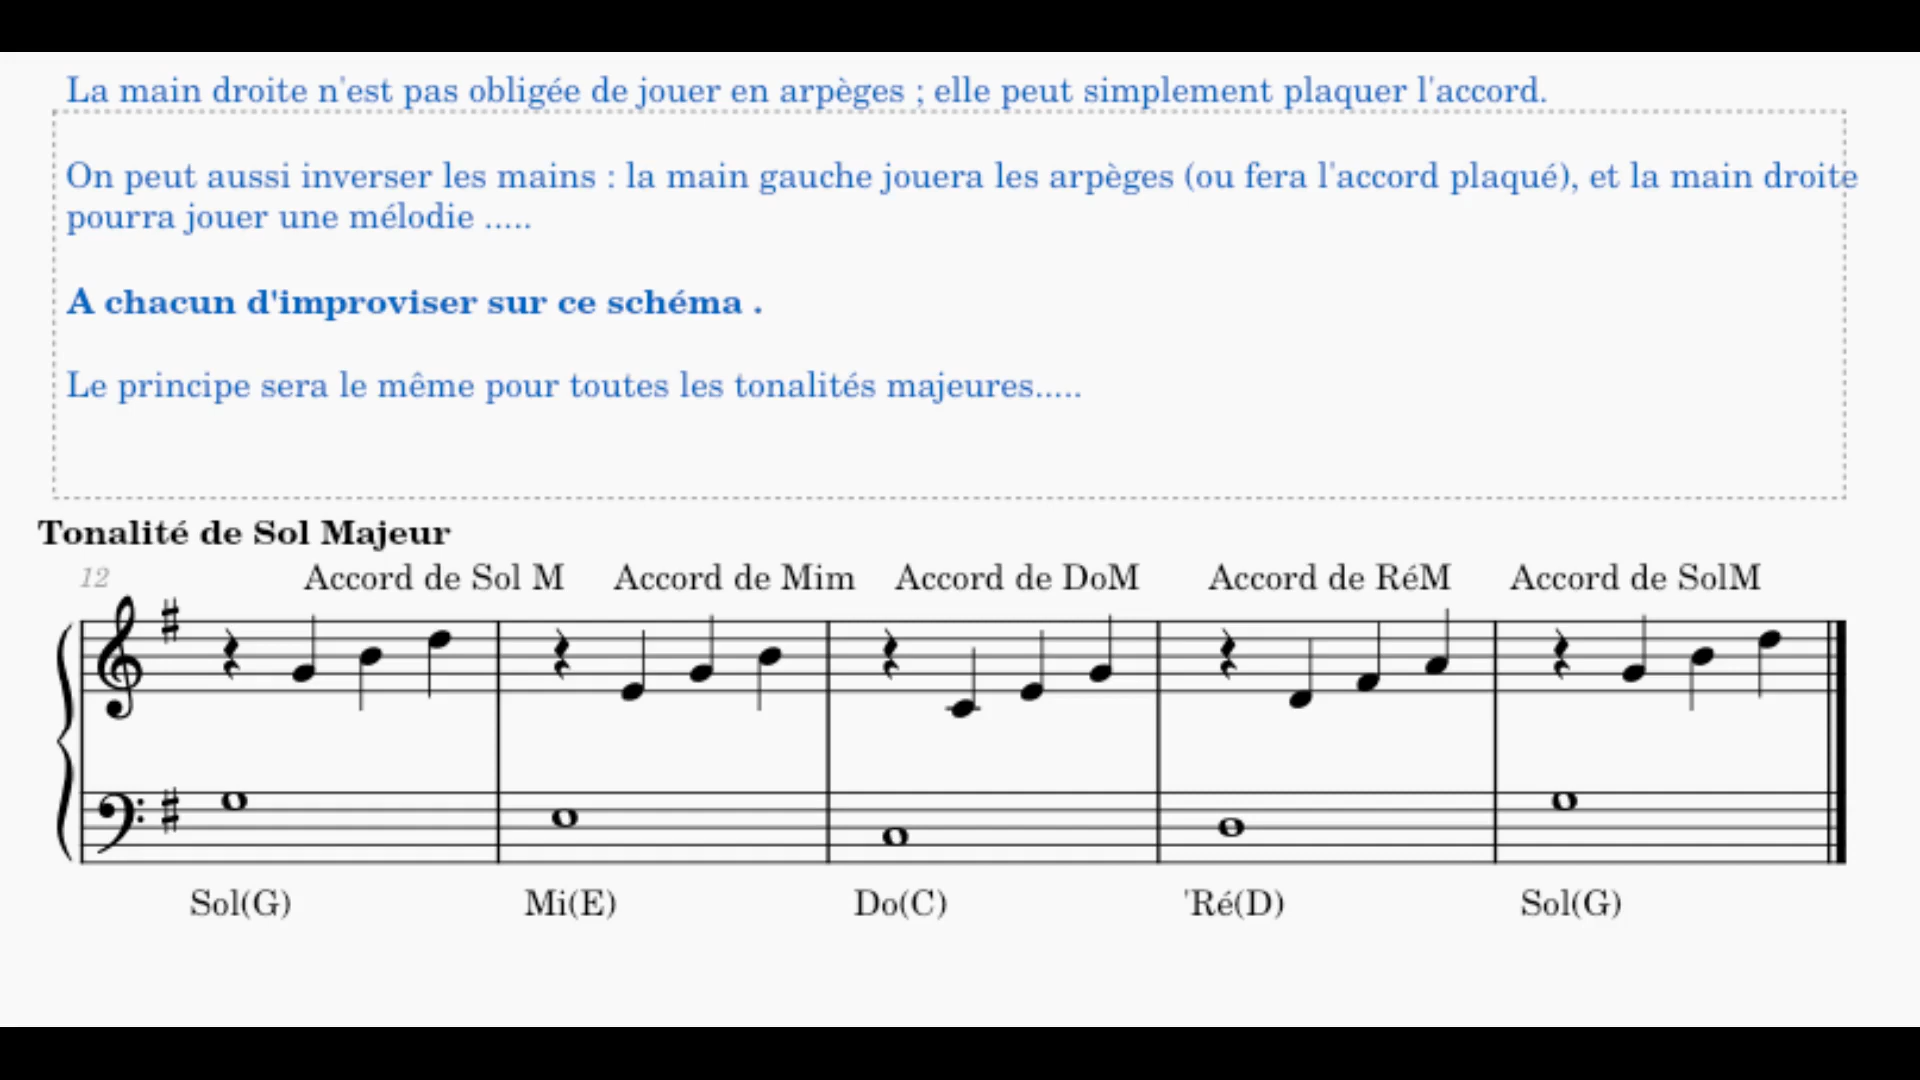 La main droite n'est pas obligée de jouer en arpèges ; elle peut simplement plaquer l'accord.
On peut aussi inverser les mains : la main gauche jouera les arpèges (ou fera l'accord plaqué), et la main droite
pourra jouer une mélodie .....
A chacun d'improviser sur ce schéma .
Le principe sera le même pour toutes les tonalités majeures.....
Tonalité de Sol Majeur
12 Accord de Sol M Accord de Mim Accord de DoM Accord de RéM Accord de SolM
Sol(G) Mi(E) Do(C) 'Ré(D) Sol(G)